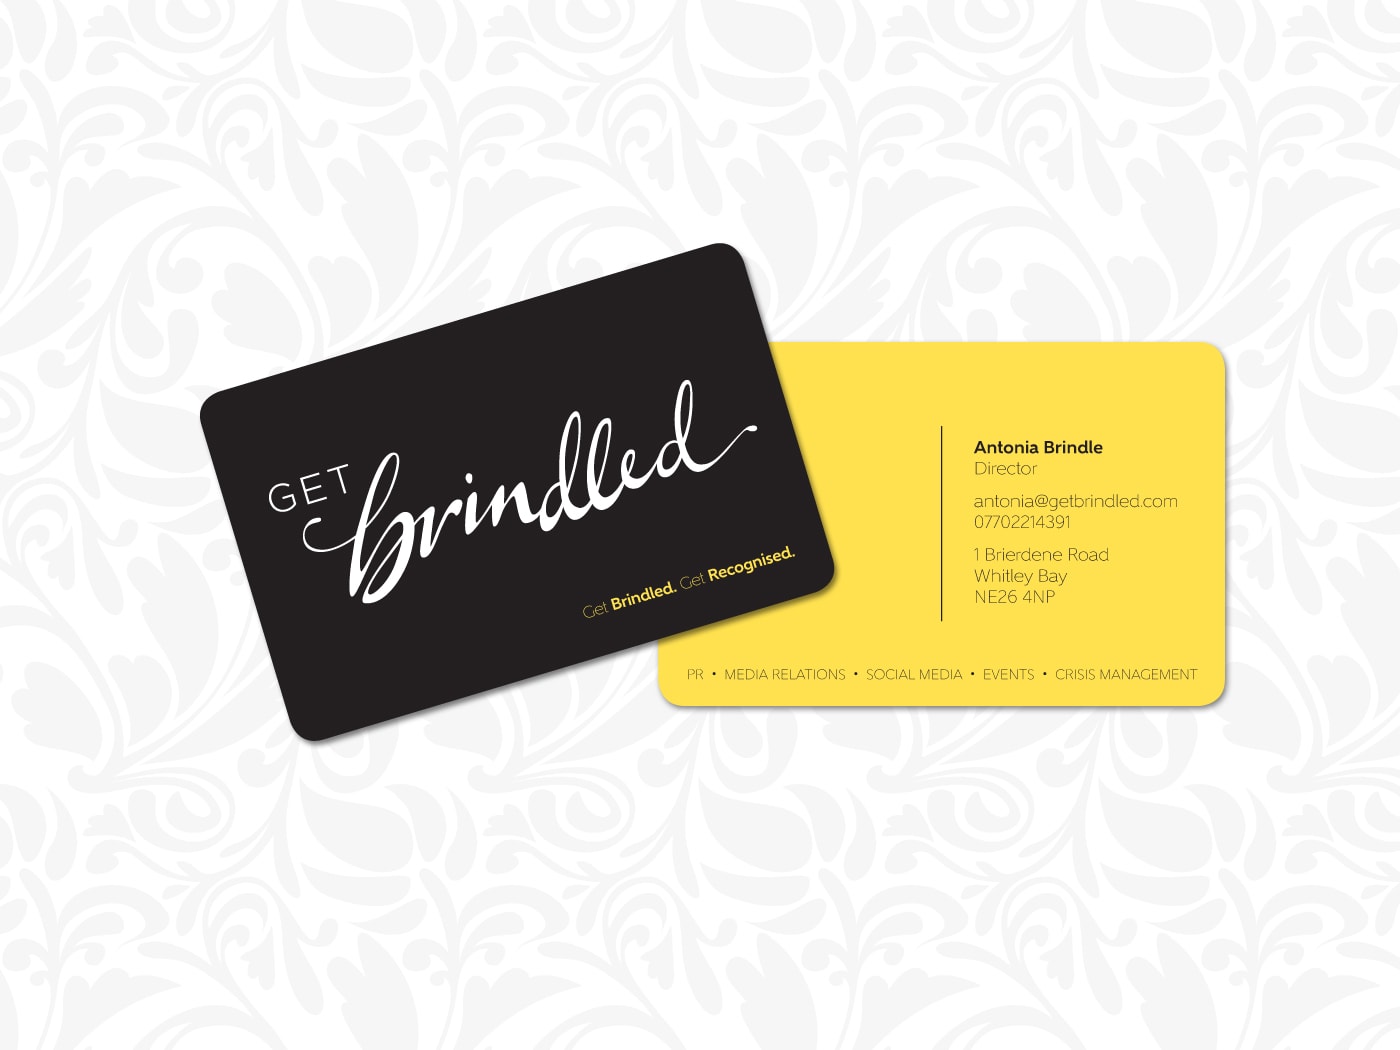 GET
brindled
Get Brindled. Get Recognised.
Antonia Brindle
Director
antonia@getbrindled.com
07702214391
1 Brierdene Road
Whitley Bay
NE26 4NP
PR • MEDIA RELATIONS • SOCIAL MEDIA • EVENTS • CRISIS MANAGEMENT